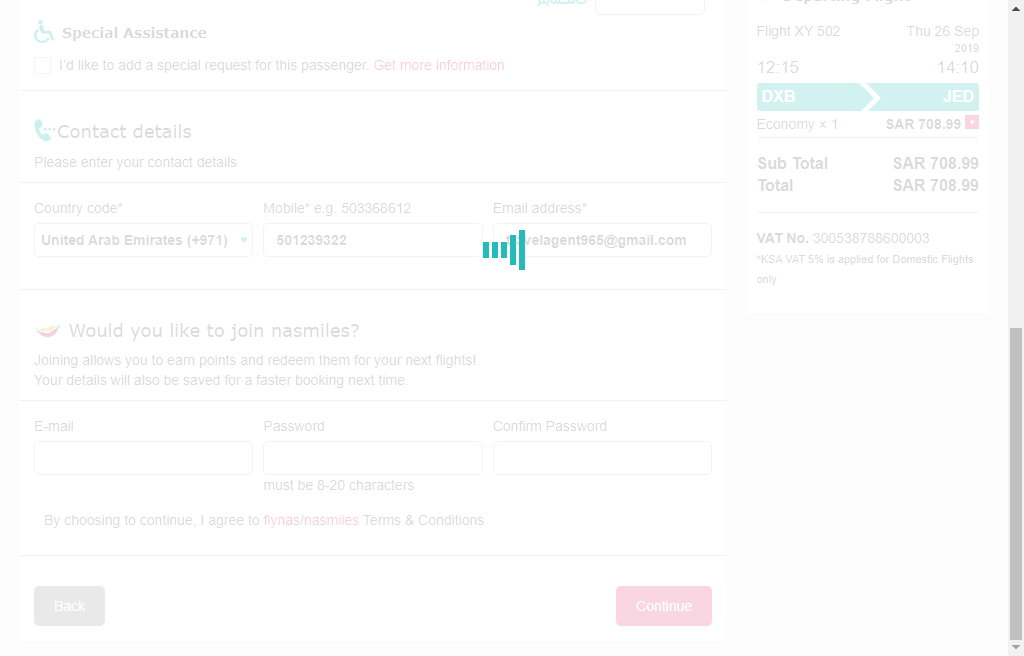 Special Assistance
I'd like to add a special request for this passenger. Get more information
Contact details
Please enter your contact details
Country code*
Mobile* e.g. 503368612
Email address*
United Arab Emirates (+971)
501239322
velagent965@gmail.com
Would you like to join nasmiles?
Joining allows you to earn points and redeem them for your next flights!
Your details will also be saved for a faster booking next time.
E-mail
Password
Confirm Password
must be 8-20 characters
By choosing to continue, I agree to flynas/nasmiles Terms & Conditions
Back
Continue
Flight XY 502
Thu 26 Sep
2019
12:15
14:10
DXB
JED
Economy × 1
SAR 708.99 +
Sub Total
SAR 708.99
Total
SAR 708.99
VAT No. 300538788600003
*KSA VAT 5% is applied for Domestic Flights
only